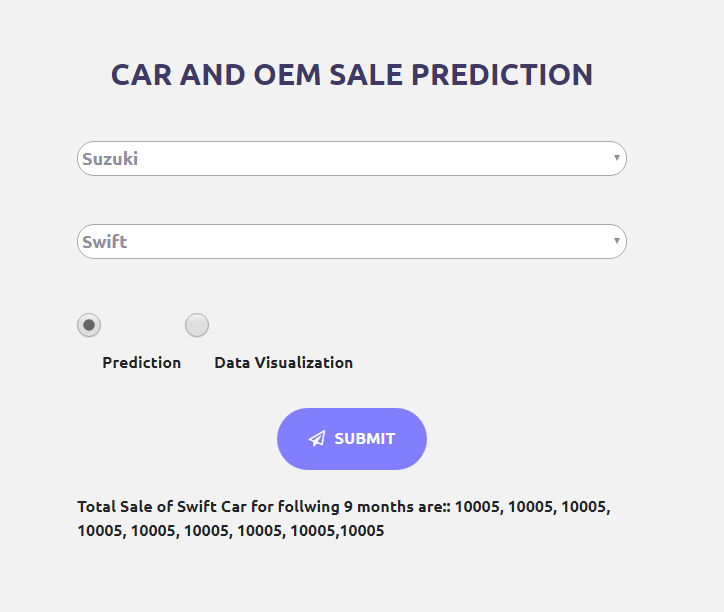 CAR AND OEM SALE PREDICTION
Suzuki
Swift
Prediction Data Visualization
SUBMIT
Total Sale of Swift Car for follwing 9 months are:: 10005, 10005, 10005,
10005, 10005, 10005, 10005, 10005,10005